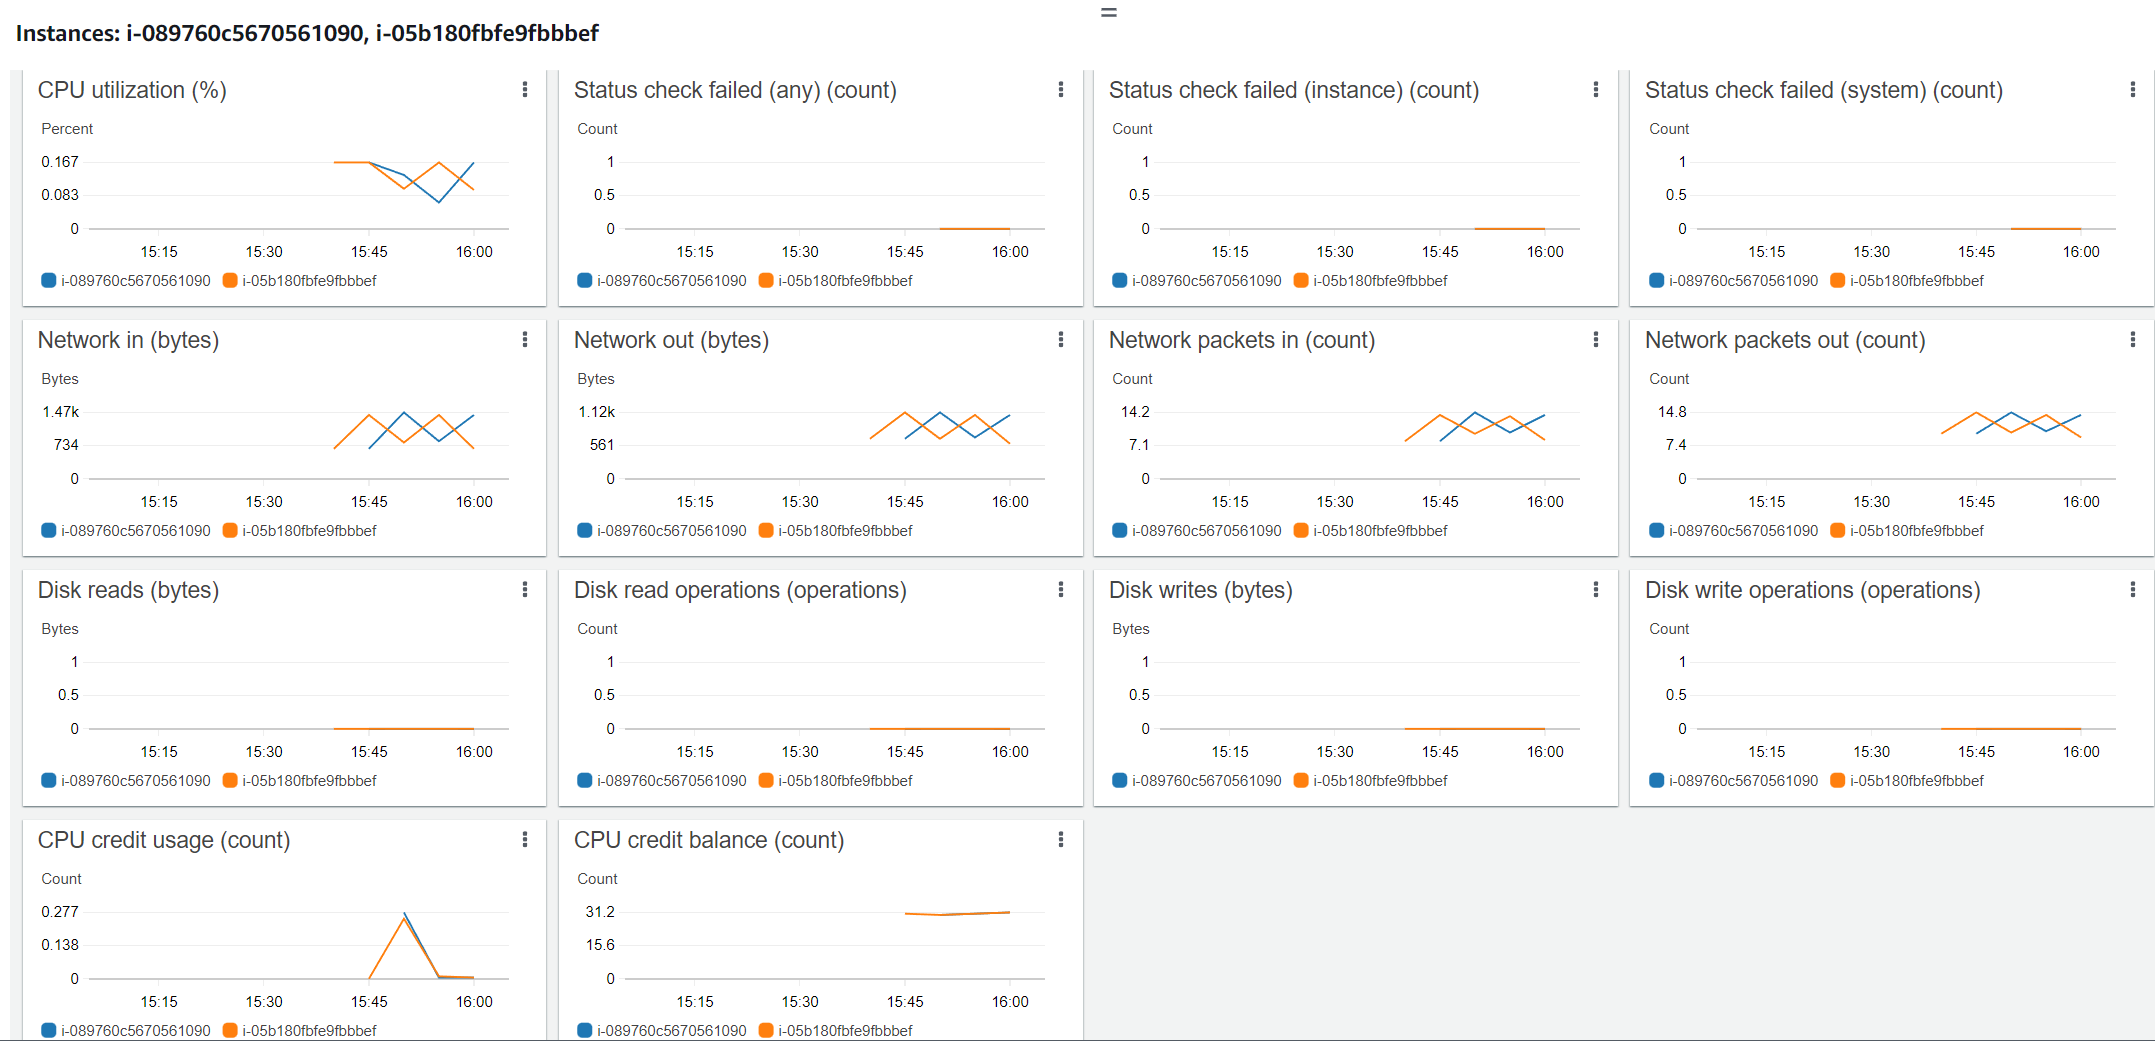 Instances: i-089760c5670561090, i-05b180fbfe9fbbbef
CPU utilization (%)
Percent
0.167
0.083
0
15:15 15:30 15:45 16:00
i-089760c5670561090 i-05b180fbfe9fbbbef
Status check failed (any) (count)
Count
1
0.5
0
15:15 15:30 15:45 16:00
i-089760c5670561090 i-05b180fbfe9fbbbef
Status check failed (instance) (count)
Count
1
0.5
0
15:15 15:30 15:45 16:00
i-089760c5670561090 i-05b180fbfe9fbbbef
Status check failed (system) (count)
Count
1
0.5
0
15:15 15:30 15:45 16:00
i-089760c5670561090 i-05b180fbfe9fbbbef
Network in (bytes)
Bytes
1.47k
734
0
15:15 15:30 15:45 16:00
i-089760c5670561090 i-05b180fbfe9fbbbef
Network out (bytes)
Bytes
1.12k
561
0
15:15 15:30 15:45 16:00
i-089760c5670561090 i-05b180fbfe9fbbbef
Network packets in (count)
Count
14.2
7.1
0
15:15 15:30 15:45 16:00
i-089760c5670561090 i-05b180fbfe9fbbbef
Network packets out (count)
Count
14.8
7.4
0
15:15 15:30 15:45 16:00
i-089760c5670561090 i-05b180fbfe9fbbbef
Disk reads (bytes)
Bytes
1
0.5
0
15:15 15:30 15:45 16:00
i-089760c5670561090 i-05b180fbfe9fbbbef
Disk read operations (operations)
Count
1
0.5
0
15:15 15:30 15:45 16:00
i-089760c5670561090 i-05b180fbfe9fbbbef
Disk writes (bytes)
Bytes
1
0.5
0
15:15 15:30 15:45 16:00
i-089760c5670561090 i-05b180fbfe9fbbbef
Disk write operations (operations)
Count
1
0.5
0
15:15 15:30 15:45 16:00
i-089760c5670561090 i-05b180fbfe9fbbbef
CPU credit usage (count)
Count
0.277
0.138
0
15:15 15:30 15:45 16:00
i-089760c5670561090 i-05b180fbfe9fbbbef
CPU credit balance (count)
Count
31.2
15.6
0
15:15 15:30 15:45 16:00
i-089760c5670561090 i-05b180fbfe9fbbbef